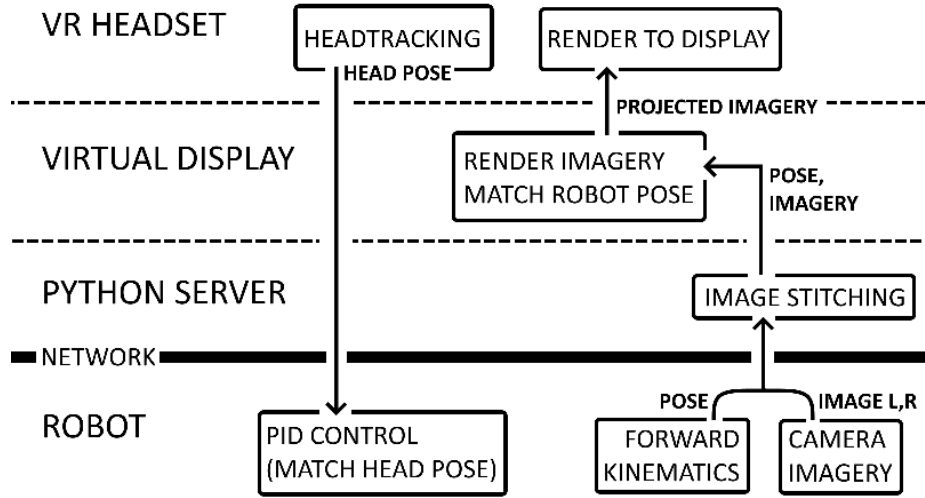 VR HEADSET
HEADTRACKING
RENDER TO DISPLAY
HEAD POSE
PROJECTED IMAGERY
VIRTUAL DISPLAY
RENDER IMAGERY
MATCH ROBOT POSE
POSE,
IMAGERY
PYTHON SERVER
IMAGE STITCHING
NETWORK
ROBOT
POSE
IMAGE L,R
PID CONTROL
(MATCH HEAD POSE)
FORWARD
KINEMATICS
CAMERA
IMAGERY